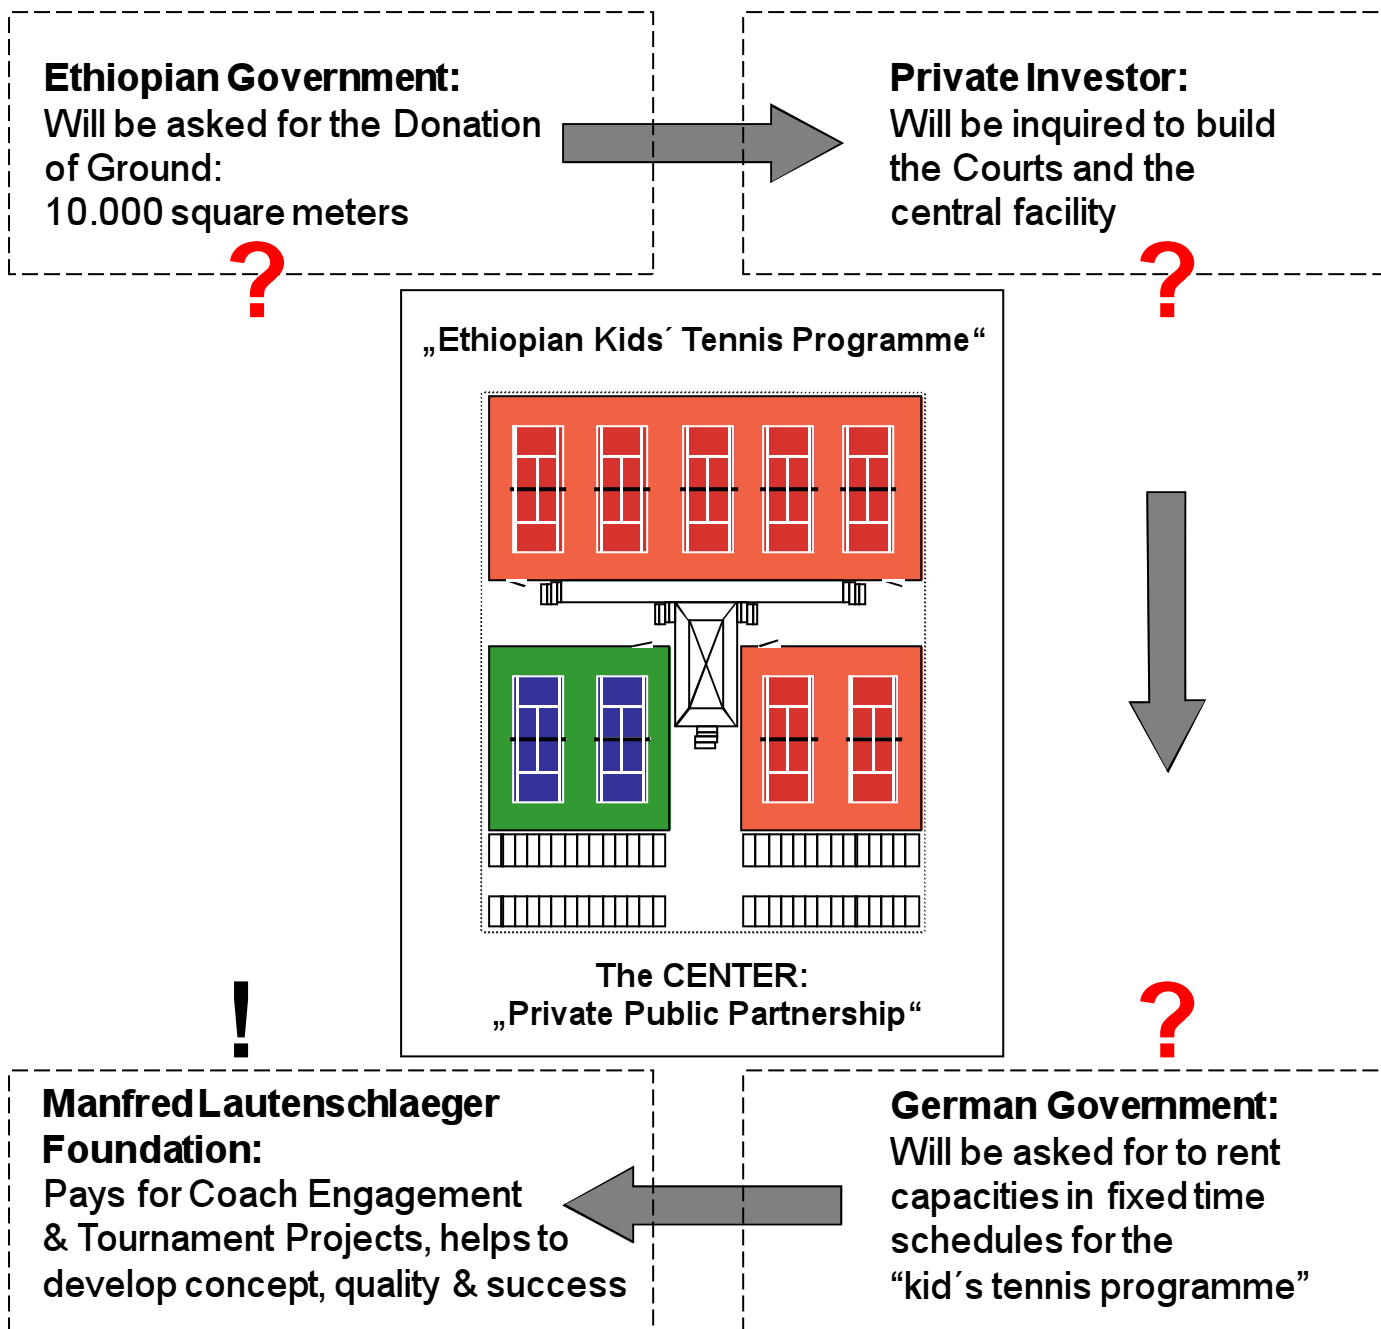 Ethiopian Government:
Will be asked for the Donation
of Ground:
10.000 square meters
?
Private Investor:
Will be inquired to build
the Courts and the
central facility
?
„Ethiopian Kids´ Tennis Programme“
The CENTER:
„Private Public Partnership“
!
Manfred Lautenschlaeger
Foundation:
Pays for Coach Engagement
& Tournament Projects, helps to
develop concept, quality & success
?
German Government:
Will be asked for to rent
capacities in fixed time
schedules for the
“kid´s tennis programme”